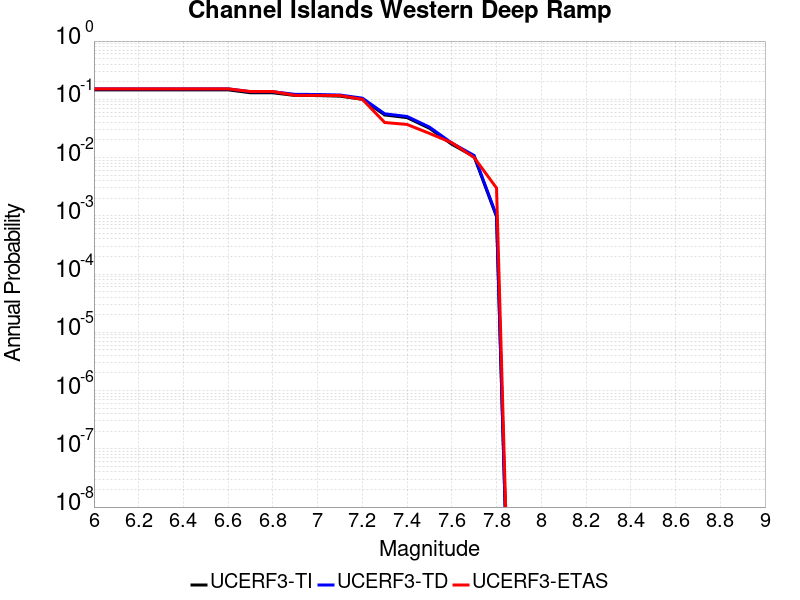 Channel Islands Western Deep Ramp
10^0
10^-1
10^-2
10^-3
10^-4
10^-5
10^-6
10^-7
10^-8
Annual Probability
6 6.2 6.4 6.6 6.8 7 7.2 7.4 7.6 7.8 8 8.2 8.4 8.6 8.8 9
Magnitude
UCERF3-TI UCERF3-TD UCERF3-ETAS